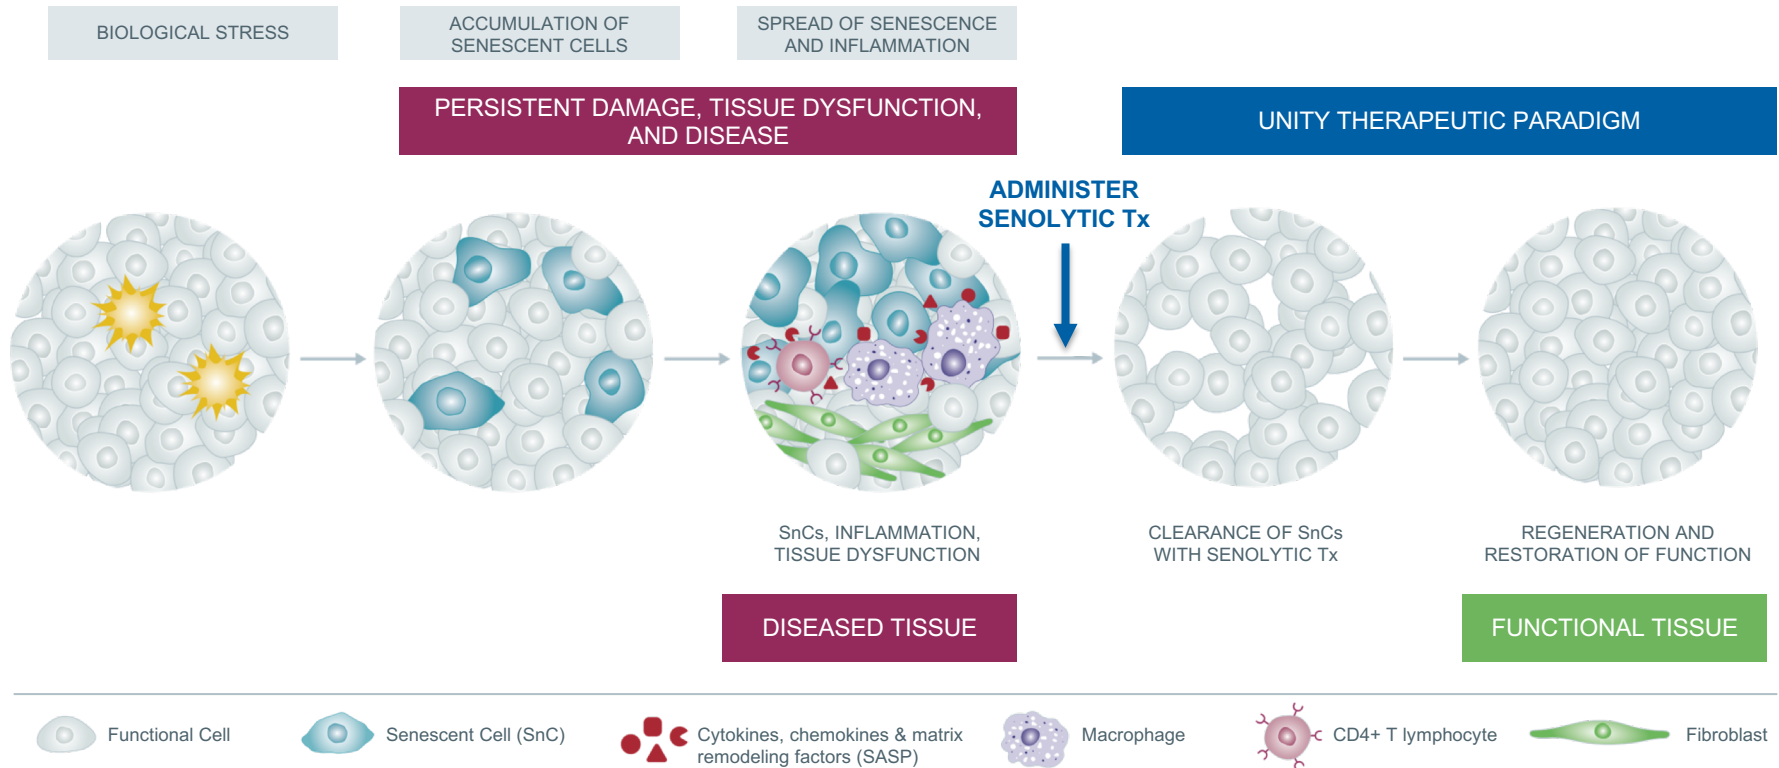 BIOLOGICAL STRESS
ACCUMULATION OF
SENESCENT CELLS
SPREAD OF SENESCENCE
AND INFLAMMATION
PERSISTENT DAMAGE, TISSUE DYSFUNCTION,
AND DISEASE
UNITY THERAPEUTIC PARADIGM
ADMINISTER
SENOLYTIC Tx
SnCs, INFLAMMATION,
TISSUE DYSFUNCTION
CLEARANCE OF SnCs
WITH SENOLYTIC Tx
REGENERATION AND
RESTORATION OF FUNCTION
DISEASED TISSUE
FUNCTIONAL TISSUE
Functional Cell
Senescent Cell (SnC)
Cytokines, chemokines & matrix
remodeling factors (SASP)
Macrophage
CD4+ T lymphocyte
Fibroblast